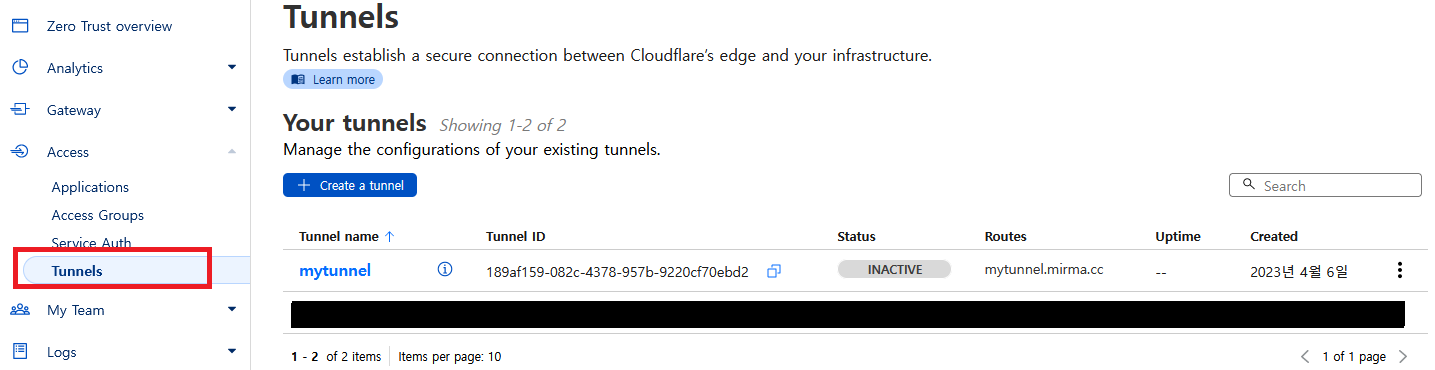 Zero Trust overview
Analytics
Gateway
Access
Applications
Access Groups
Service Auth
Tunnels
My Team
Logs
Tunnels
Tunnels establish a secure connection between Cloudflare’s edge and your infrastructure.
Learn more
Your tunnels Showing 1-2 of 2
Manage the configurations of your existing tunnels.
Create a tunnel
Search
Tunnel name ↑ Tunnel ID Status Routes Uptime Created
mytunnel 189af159-082c-4378-957b-9220cf70ebd2 INACTIVE mytunnel.mirma.cc -- 2023년 4월 6일
1 - 2 of 2 items Items per page: 10 1 of 1 page